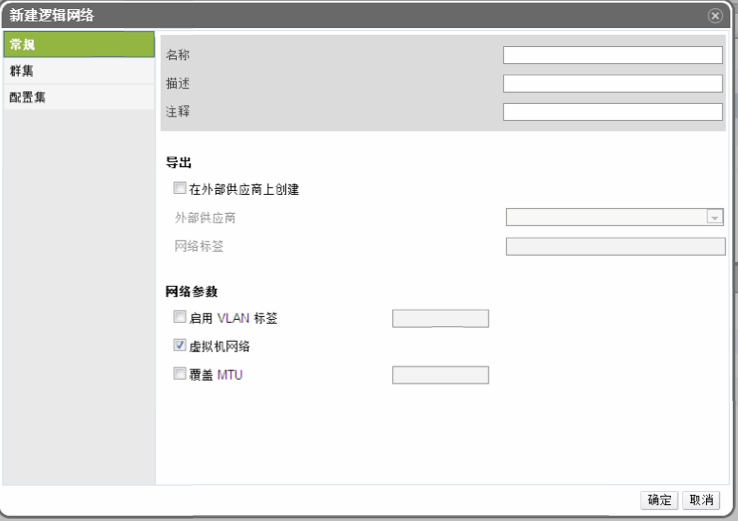 新建逻辑网络
常规
群集
配置集
名称
描述
注释
导出
在外部供应商上创建
外部供应商
网络标签
网络参数
启用 VLAN 标签
虚拟机网络
覆盖 MTU
确定 取消